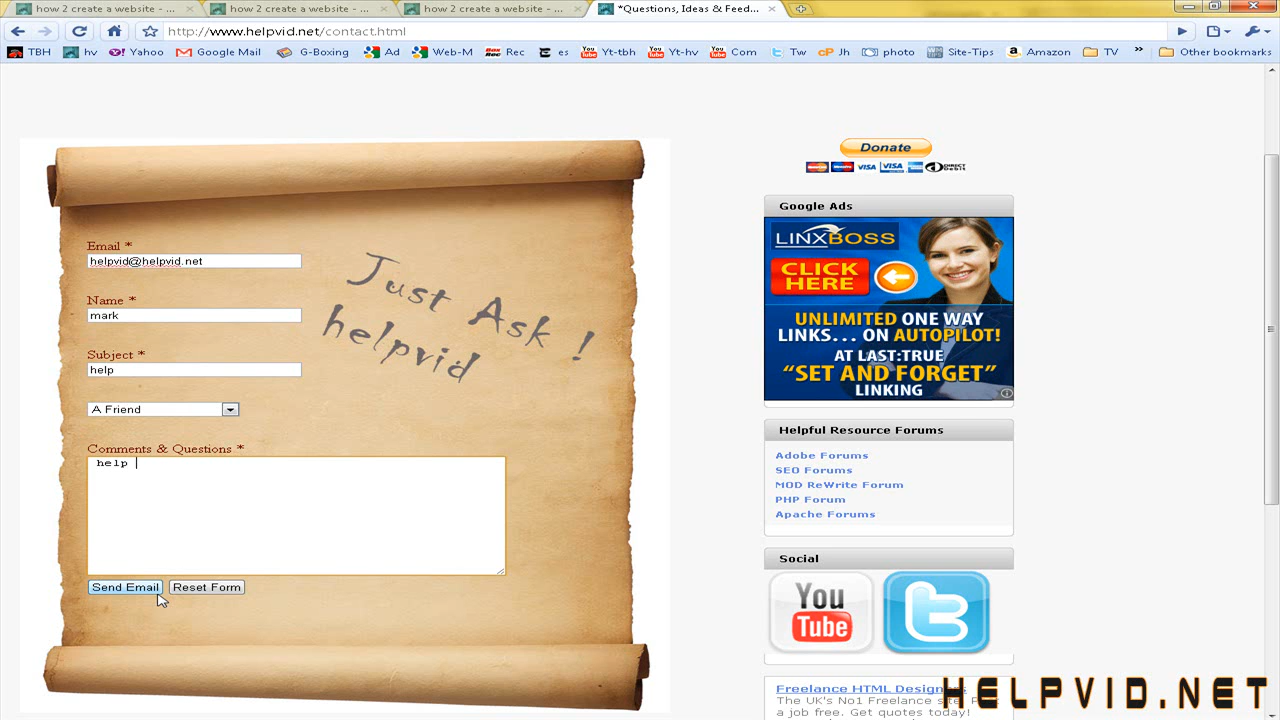 how 2 create a website - ...
how 2 create a website - ...
how 2 create a website - ...
*Questions, Ideas & Feed...
http://www.helpvid.net/contact.html
TBH hv Yahoo Google Mail G-Boxing Ad Web-M Rec es Yt-tbh Yt-hv Com Tw Jh photo Site-Tips Amazon TV » Other bookmarks
Email *
helpvid@helpvid.net
Name *
mark
Subject *
help
A Friend
Comments & Questions *
help
Send Email Reset Form
Just Ask !
helpvid
Donate
VISA VISA DIRECT Debit
Google Ads
LINXBOSS
CLICK
HERE
UNLIMITED ONE WAY
LINKS... ON AUTOPILOT!
AT LAST:TRUE
“SET AND FORGET”
LINKING
Helpful Resource Forums
Adobe Forums
SEO Forums
MOD ReWrite Forum
PHP Forum
Apache Forums
Social
You
Tube
Freelance HTML
The UK's No1 Freelance
a job free. Get quotes today!
HELPVID.NET